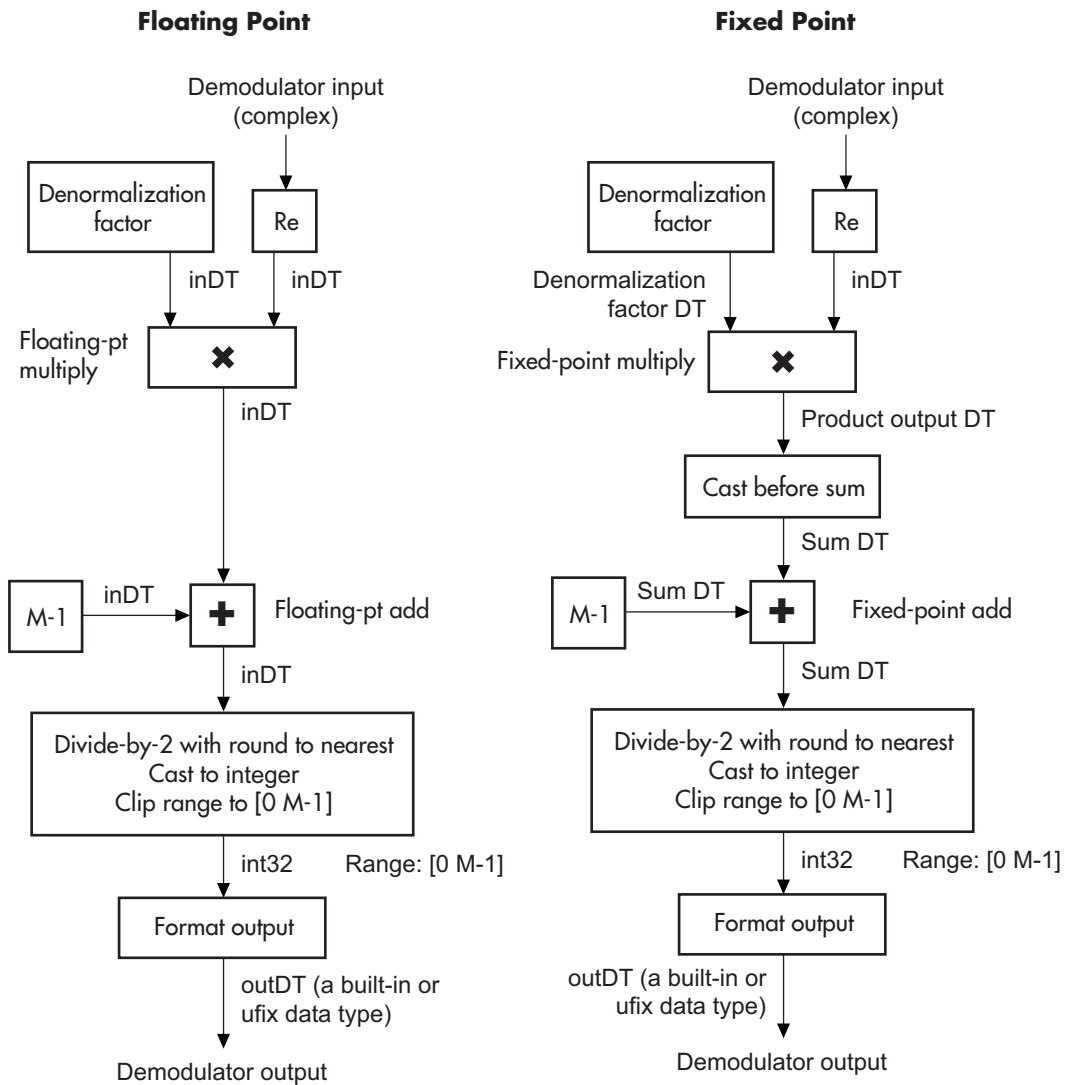 Floating Point
Demodulator input
(complex)
Denormalization
factor
Re
inDT
inDT
Floating-pt
multiply
×
inDT
M-1
inDT
+
Floating-pt add
inDT
Divide-by-2 with round to nearest
Cast to integer
Clip range to [0 M-1]
int32
Range: [0 M-1]
Format output
outDT (a built-in or
ufix data type)
Demodulator output
Fixed Point
Demodulator input
(complex)
Denormalization
factor
Re
Denormalization
factor DT
inDT
Fixed-point multiply
×
Product output DT
Cast before sum
Sum DT
M-1
Sum DT
+
Fixed-point add
Sum DT
Divide-by-2 with round to nearest
Cast to integer
Clip range to [0 M-1]
int32
Range: [0 M-1]
Format output
outDT (a built-in or
ufix data type)
Demodulator output